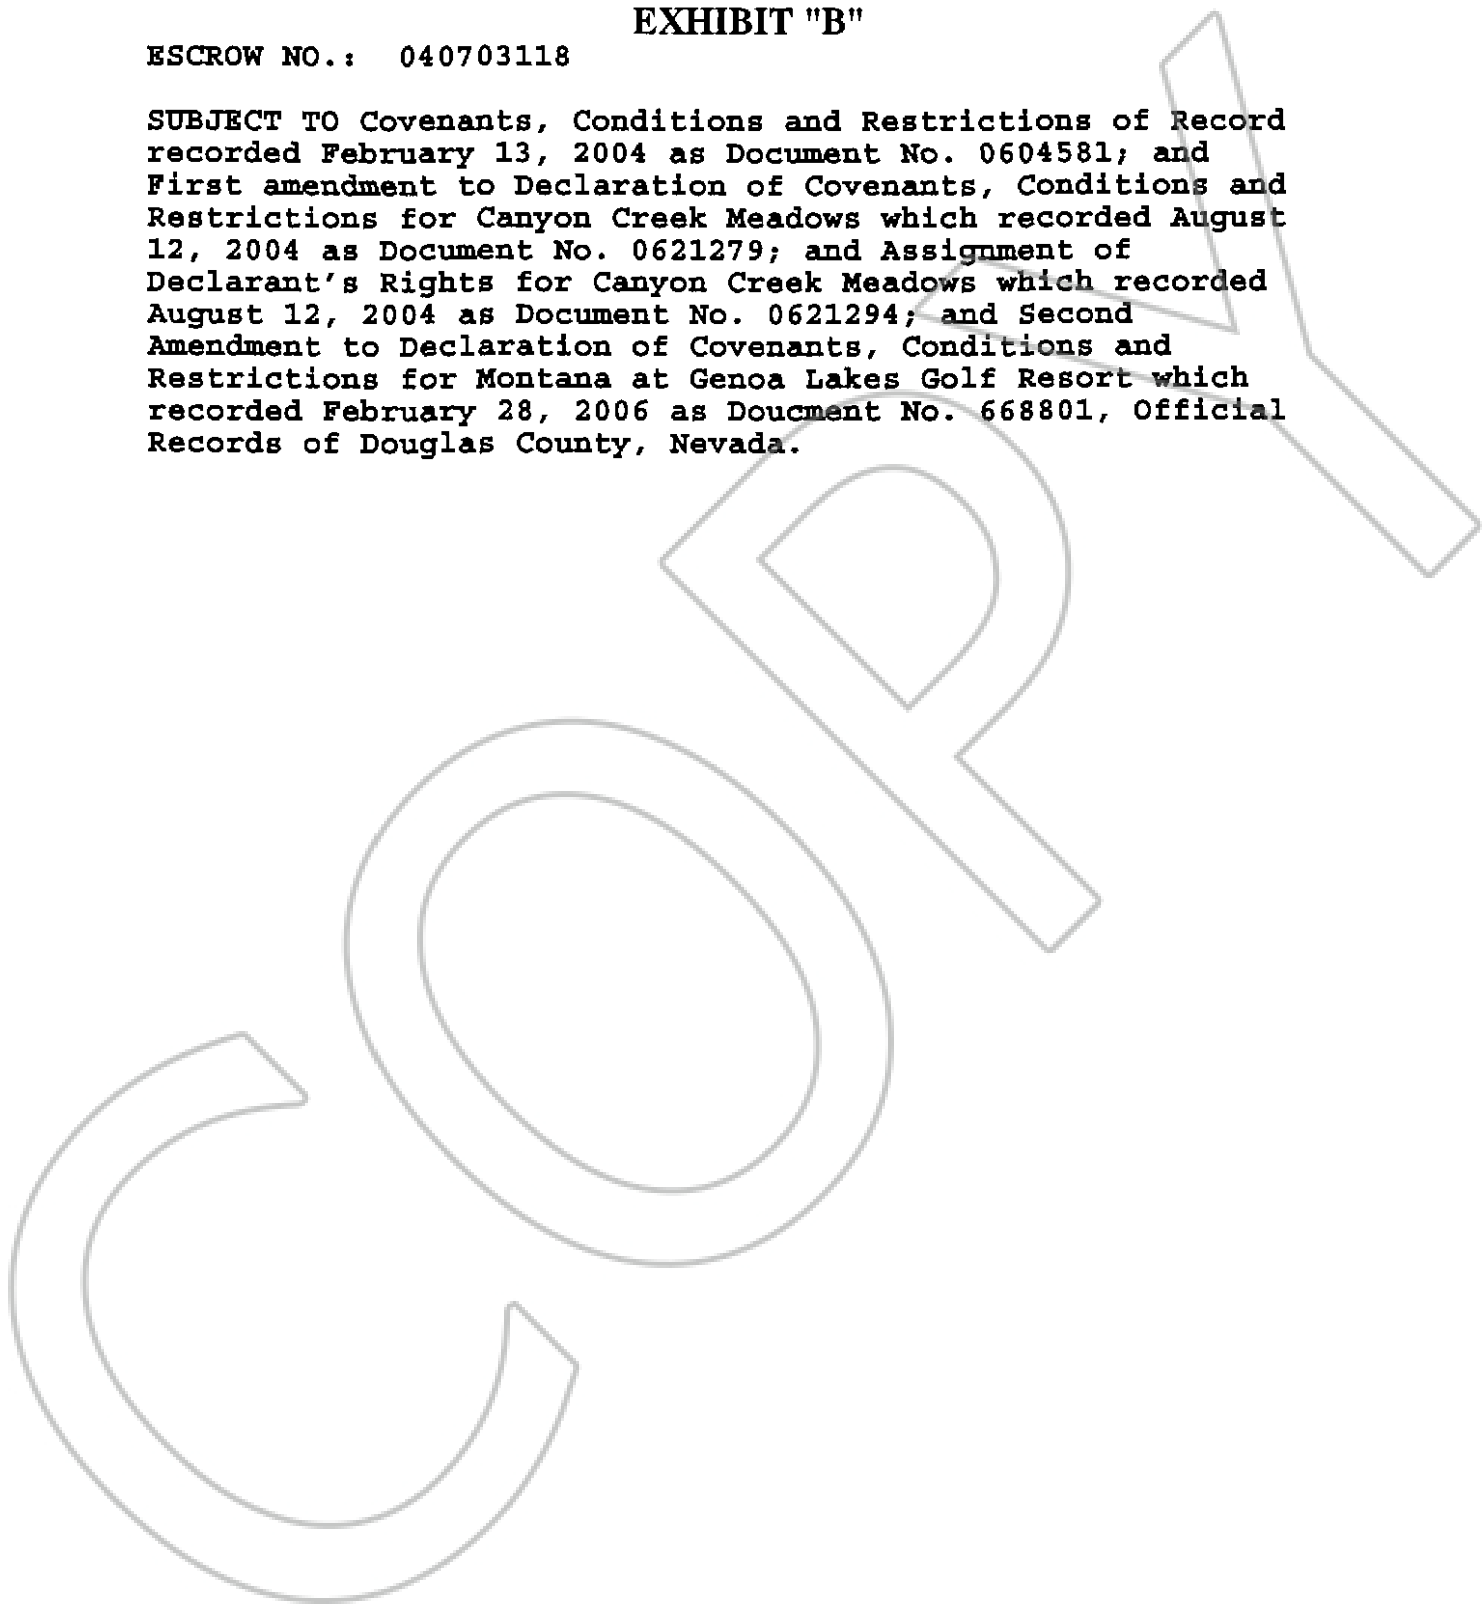 EXHIBIT "B"
ESCROW NO.: 040703118
SUBJECT TO Covenants, Conditions and Restrictions of Record
recorded February 13, 2004 as Document No. 0604581; and
First amendment to Declaration of Covenants, Conditions and
Restrictions for Canyon Creek Meadows which recorded August
12, 2004 as Document No. 0621279; and Assignment of
Declarant's Rights for Canyon Creek Meadows which recorded
August 12, 2004 as Document No. 0621294; and Second
Amendment to Declaration of Covenants, Conditions and
Restrictions for Montana at Genoa Lakes Golf Resort which
recorded February 28, 2006 as Doucment No. 668801, Official
Records of Douglas County, Nevada.
COPY